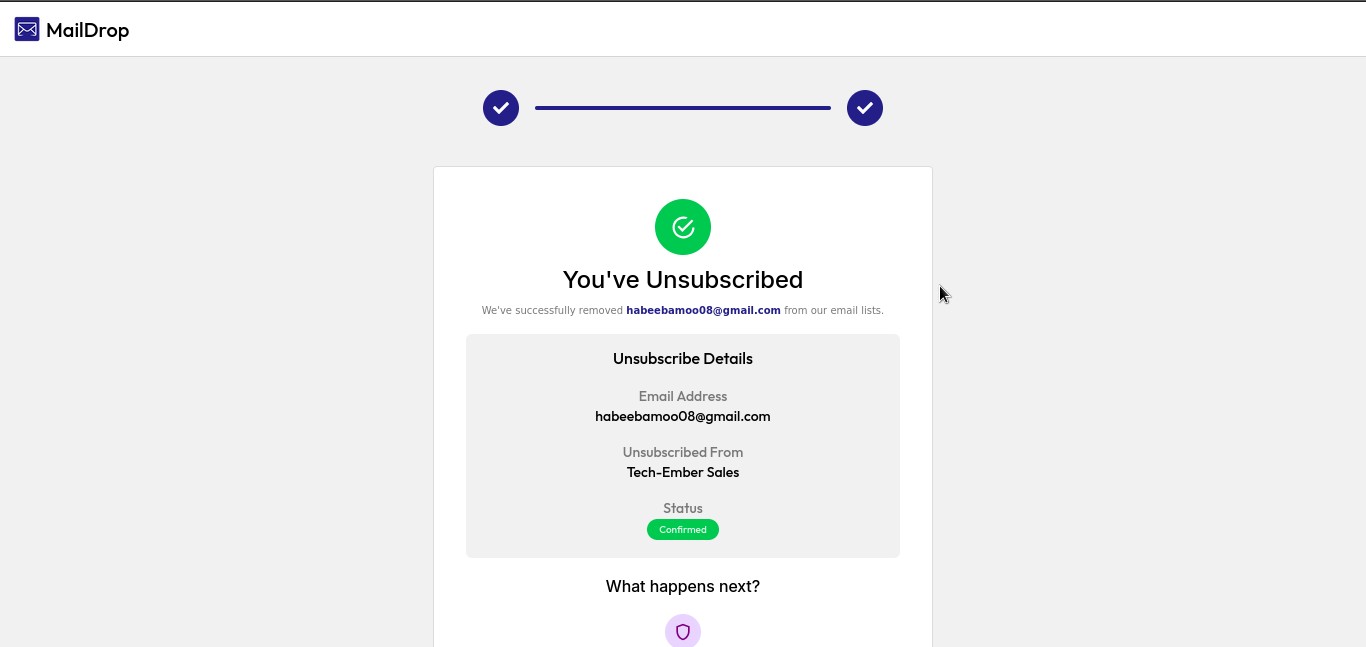 MailDrop
You've Unsubscribed
We've successfully removed habeebamoo08@gmail.com from our email lists.
Unsubscribe Details
Email Address
habeebamoo08@gmail.com
Unsubscribed From
Tech-Ember Sales
Status
Confirmed
What happens next?